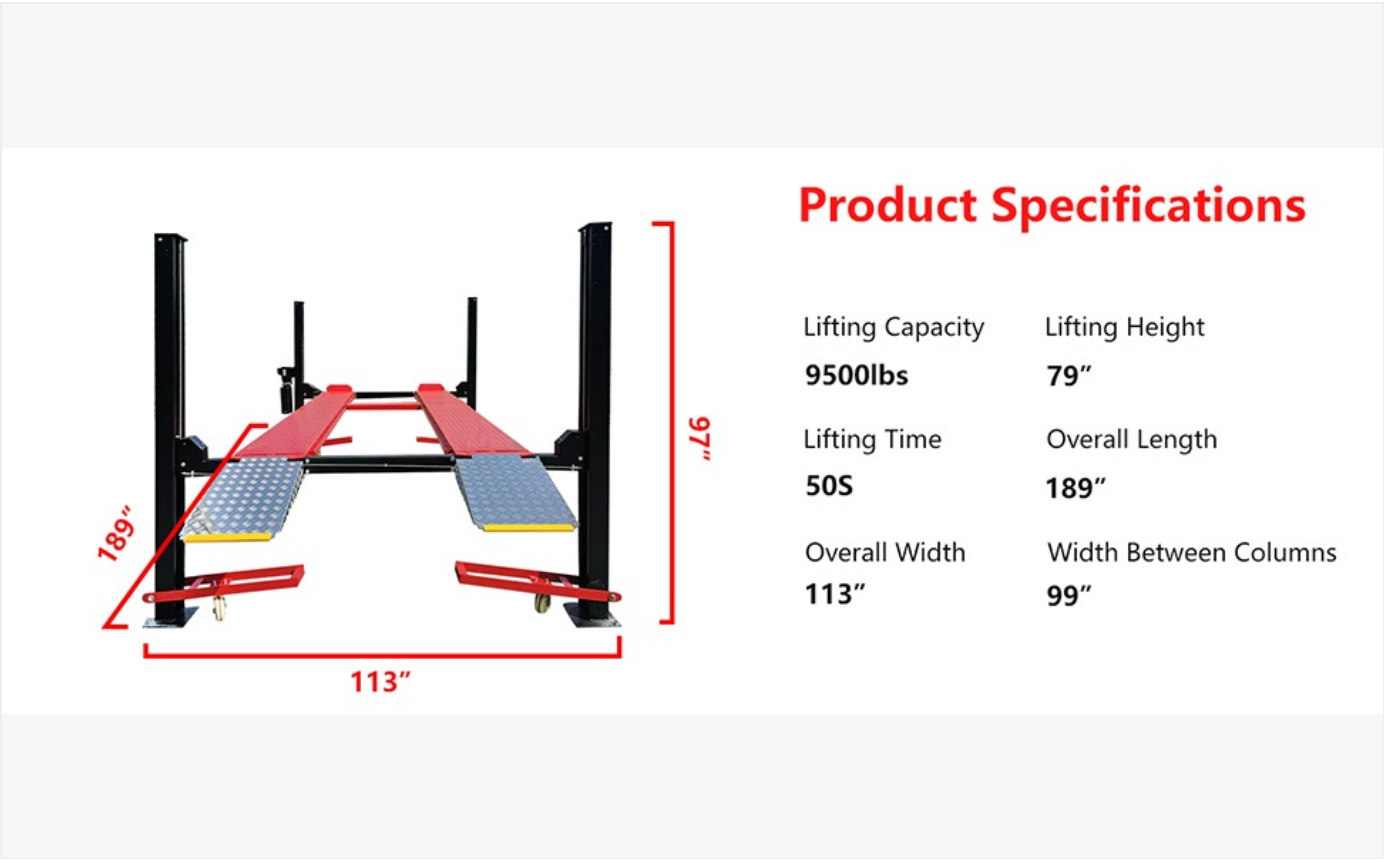 Product Specifications
Lifting Capacity
Lifting Height
9500lbs
79”
Lifting Time
Overall Length
50S
189”
Overall Width
Width Between Columns
113”
99”
97”
189”
113”